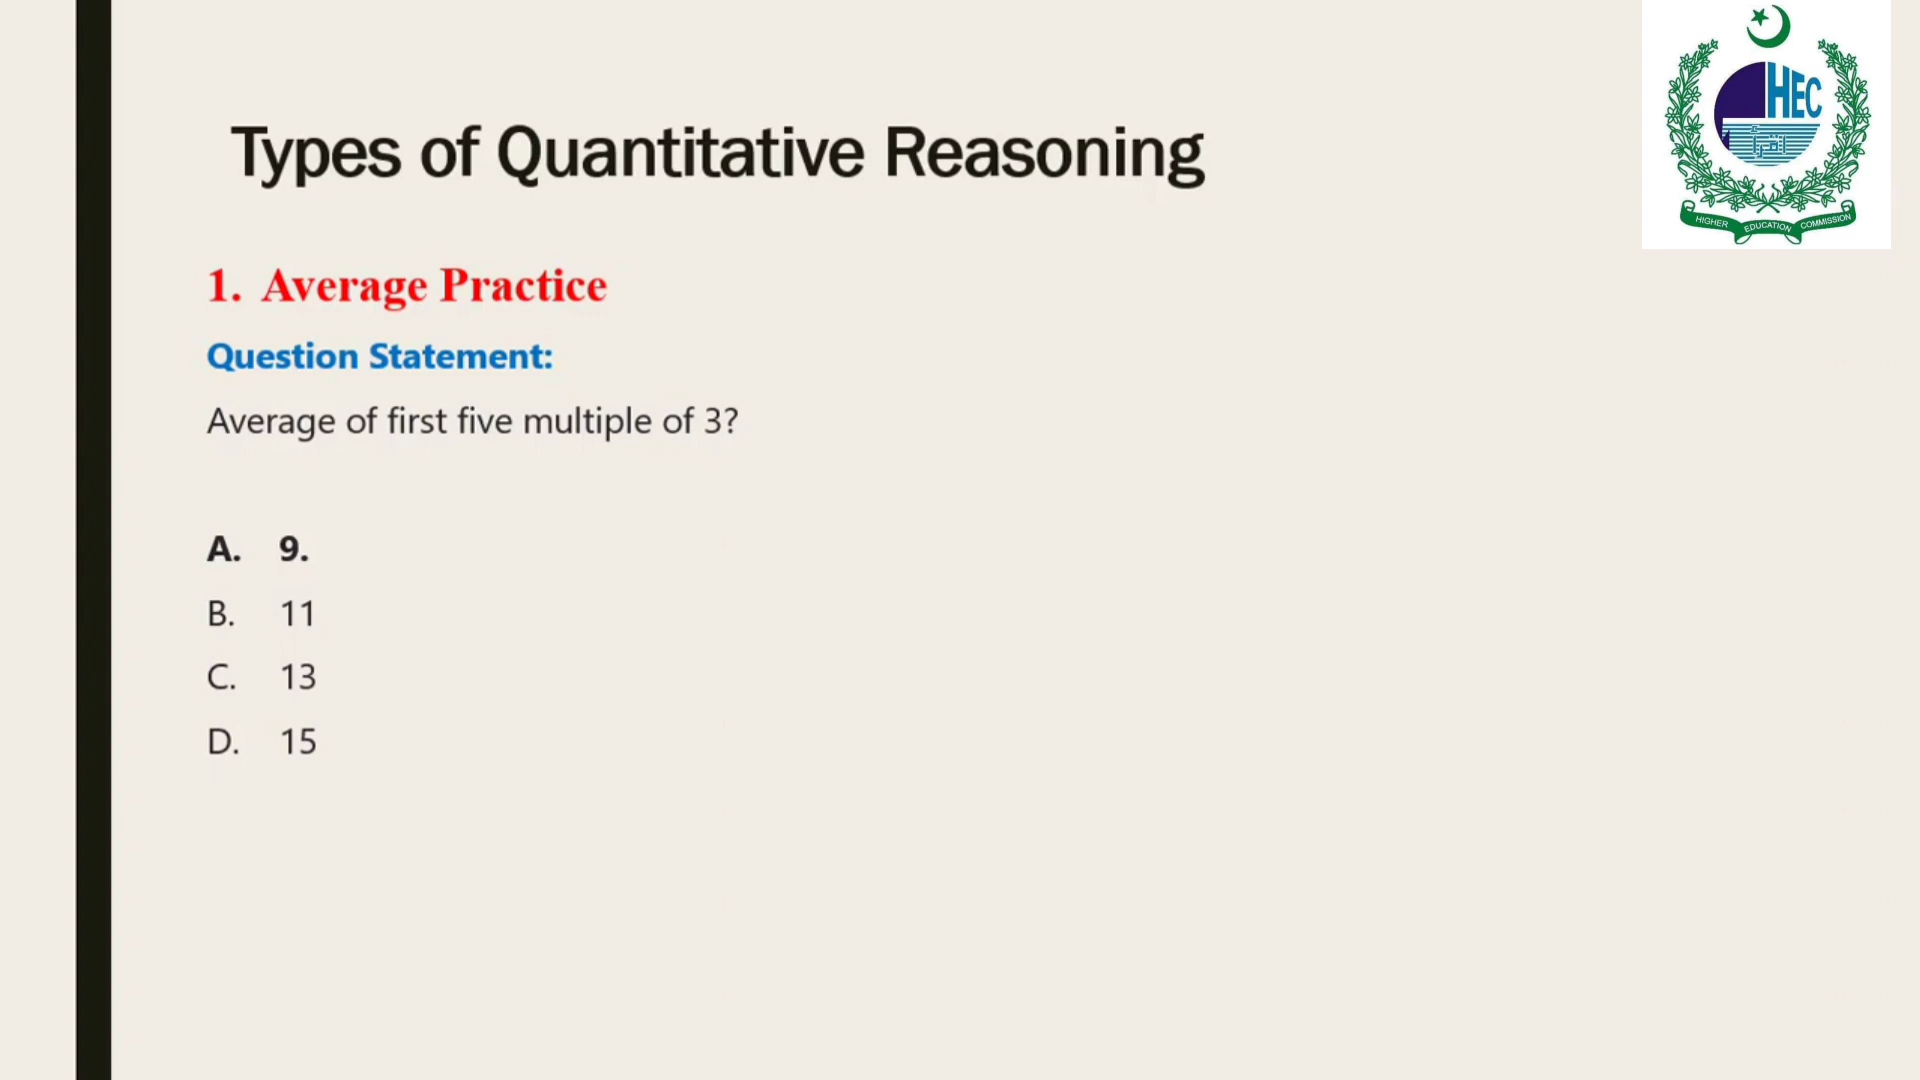 HEC
اقرأ
HIGHER EDUCATION COMMISSION
Types of Quantitative Reasoning
1. Average Practice
Question Statement:
Average of first five multiple of 3?
A. 9.
B. 11
C. 13
D. 15